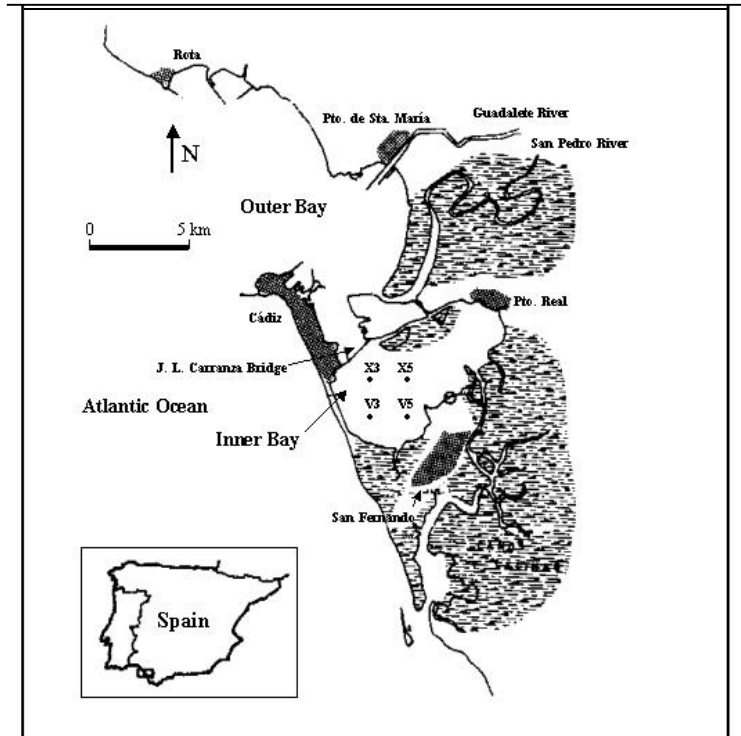 Rota
Guadalete River
Pto. de Sta. María
San Pedro River
N
Outer Bay
0 5 km
Pto. Real
Cádiz
J. L. Carranza Bridge
X3 X5
Atlantic Ocean
V3 V5
Inner Bay
San Fernando
Spain